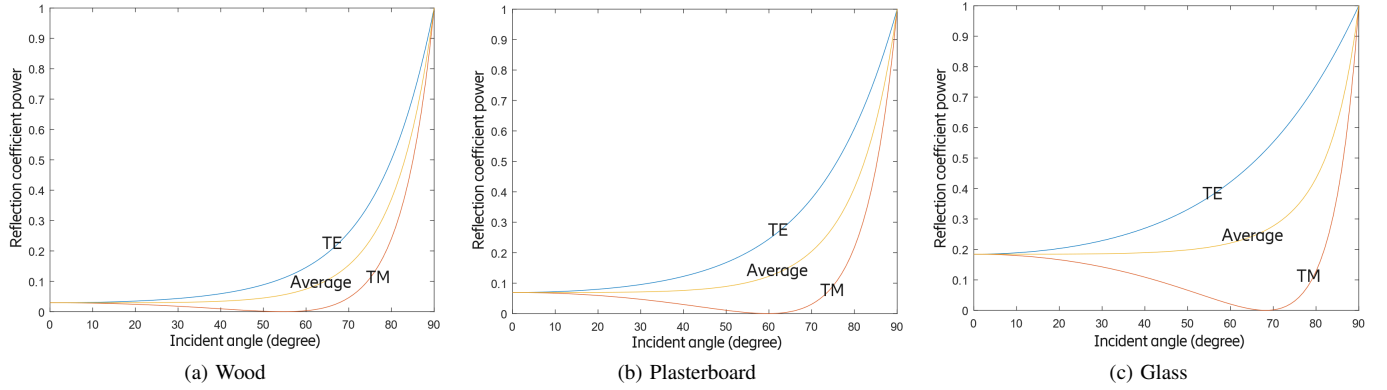 Reflection coefficient power
1
0.9
0.8
0.7
0.6
0.5
0.4
0.3
0.2
0.1
0
TE
Average
TM
0 10 20 30 40 50 60 70 80 90
Incident angle (degree)
(a) Wood
Reflection coefficient power
1
0.9
0.8
0.7
0.6
0.5
0.4
0.3
0.2
0.1
0
TE
Average
TM
0 10 20 30 40 50 60 70 80 90
Incident angle (degree)
(b) Plasterboard
Reflection coefficient power
1
0.9
0.8
0.7
0.6
0.5
0.4
0.3
0.2
0.1
0
TE
Average
TM
0 10 20 30 40 50 60 70 80 90
Incident angle (degree)
(c) Glass